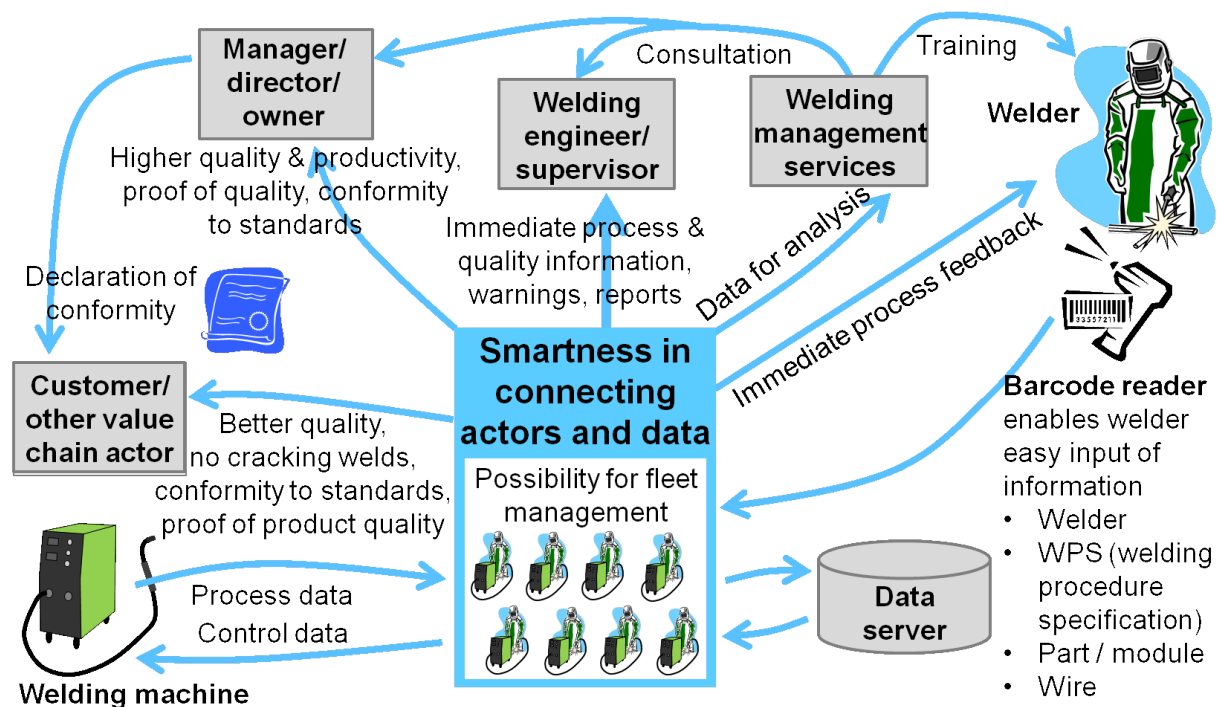 Manager/
director/
owner
Consultation
Training
Welding
engineer/
supervisor
Welding
management
services
Welder
Higher quality & productivity,
proof of quality, conformity
to standards
Immediate process &
quality information,
warnings, reports
Data for analysis
Immediate process feedback
Declaration of
conformity
33557211
Smartness in
connecting
actors and data
Customer/
other value
chain actor
Better quality,
no cracking welds,
conformity to standards,
proof of product quality
Possibility for fleet
management
Barcode reader
enables welder
easy input of
information
• Welder
• WPS (welding
procedure
specification)
• Part / module
• Wire
Process data
Control data
Data
server
Welding machine